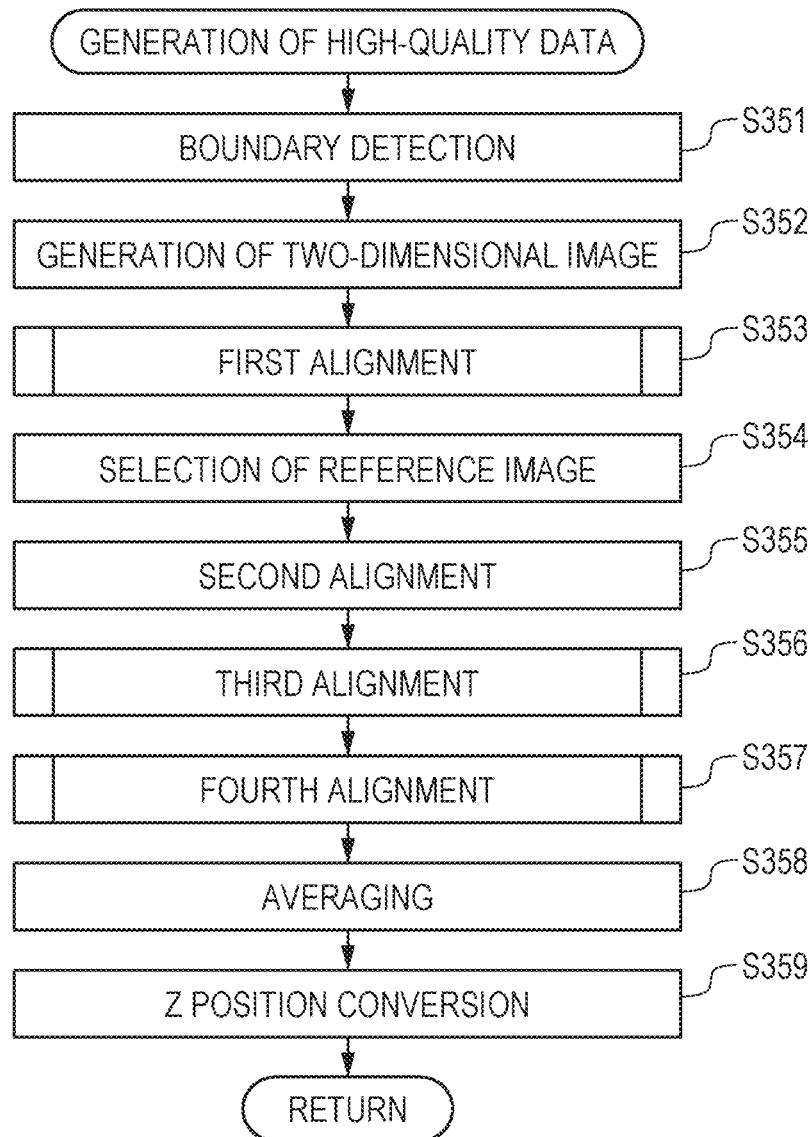 GENERATION OF HIGH-QUALITY DATA
BOUNDARY DETECTION
S351
GENERATION OF TWO-DIMENSIONAL IMAGE
S352
FIRST ALIGNMENT
S353
SELECTION OF REFERENCE IMAGE
S354
SECOND ALIGNMENT
S355
THIRD ALIGNMENT
S356
FOURTH ALIGNMENT
S357
AVERAGING
S358
Z POSITION CONVERSION
S359
RETURN